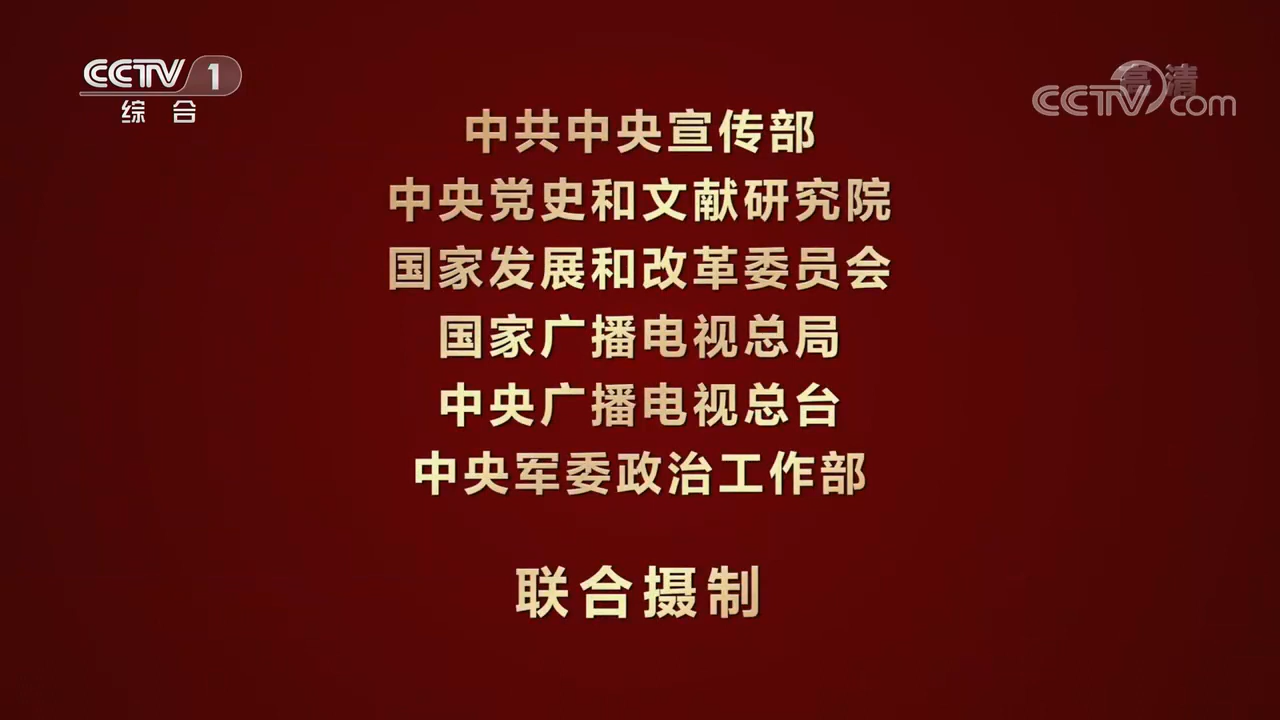 CCTV 1
综合
高清
CCTV.com
中共中央宣传部
中央党史和文献研究院
国家发展和改革委员会
国家广播电视总局
中央广播电视总台
中央军委政治工作部
联合摄制